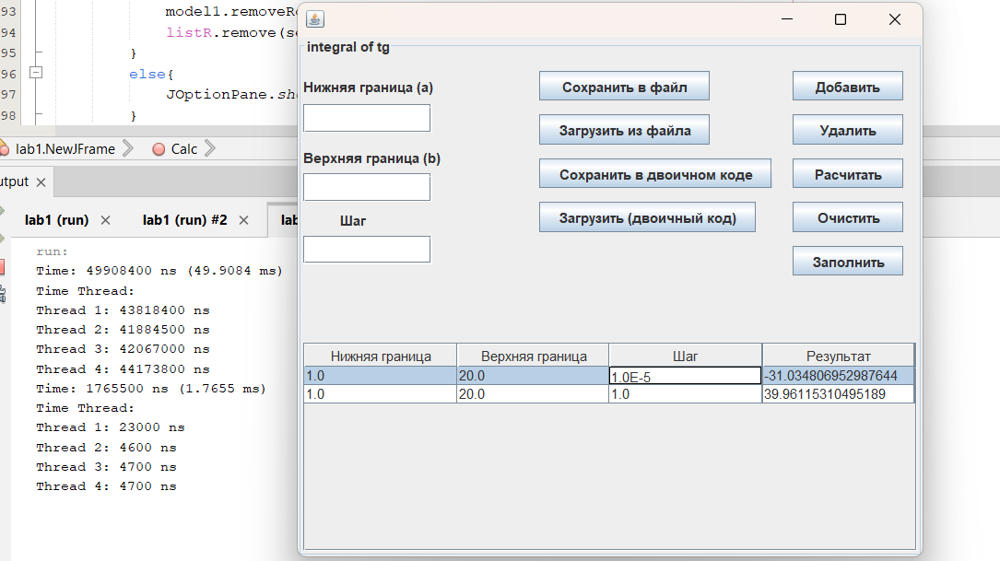 93 model1.removeR
94 listR.remove(s
95 }
96 else{
97 JOptionPane.sh
98 }
lab1.NewJFrame Calc
utput ×
lab1 (run) × lab1 (run) #2 × lab
run:
Time: 49908400 ns (49.9084 ms)
Time Thread:
Thread 1: 43818400 ns
Thread 2: 41884500 ns
Thread 3: 42067000 ns
Thread 4: 44173800 ns
Time: 1765500 ns (1.7655 ms)
Time Thread:
Thread 1: 23000 ns
Thread 2: 4600 ns
Thread 3: 4700 ns
Thread 4: 4700 ns
integral of tg
Нижняя граница (a)
Верхняя граница (b)
Шаг
Сохранить в файл
Загрузить из файла
Сохранить в двоичном коде
Загрузить (двоичный код)
Добавить
Удалить
Расчитать
Очистить
Заполнить
Нижняя граница Верхняя граница Шаг Результат
1.0 20.0 1.0E-5 -31.034806952987644
1.0 20.0 1.0 39.96115310495189